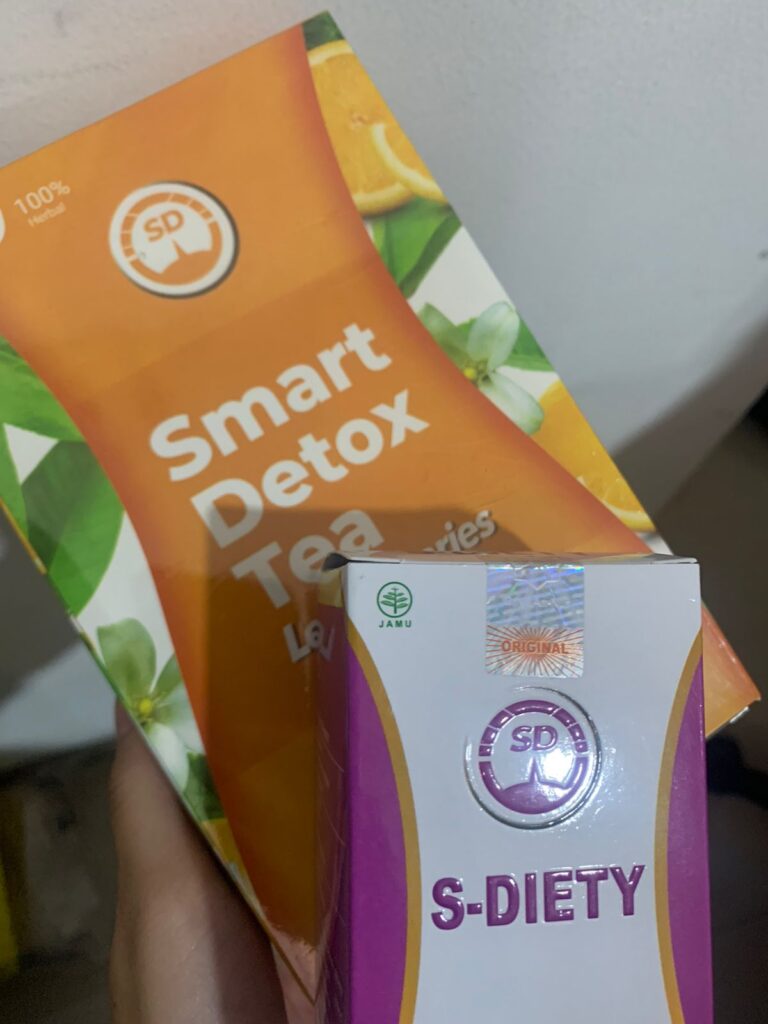 100%
Herbal
SD
Smart
Detox
Tea
JAMU
ORIGINAL
SD
S-DIETY